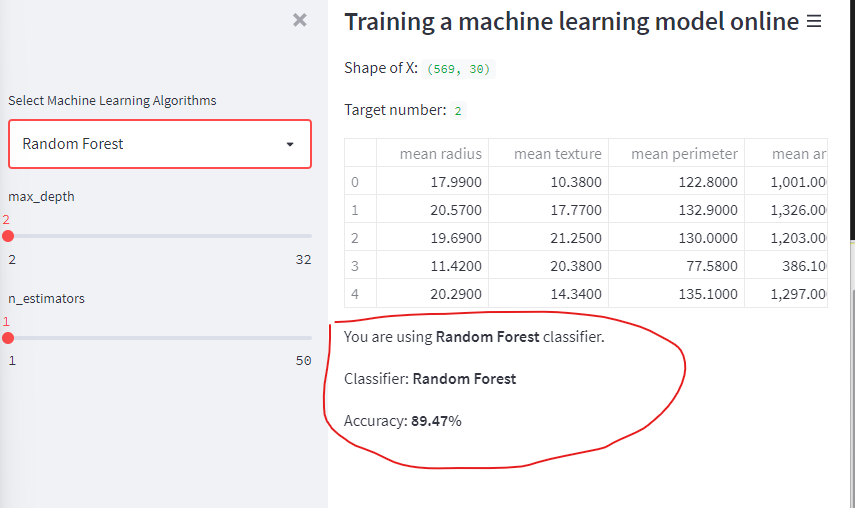 ×
Select Machine Learning Algorithms
Random Forest
max_depth
2
2 32
n_estimators
1
1 50
Training a machine learning model online ☰
Shape of X: (569, 30)
Target number: 2
mean radius mean texture mean perimeter mean ar
0 17.9900 10.3800 122.8000 1,001.00
1 20.5700 17.7700 132.9000 1,326.00
2 19.6900 21.2500 130.0000 1,203.00
3 11.4200 20.3800 77.5800 386.10
4 20.2900 14.3400 135.1000 1,297.00
You are using Random Forest classifier.
Classifier: Random Forest
Accuracy: 89.47%